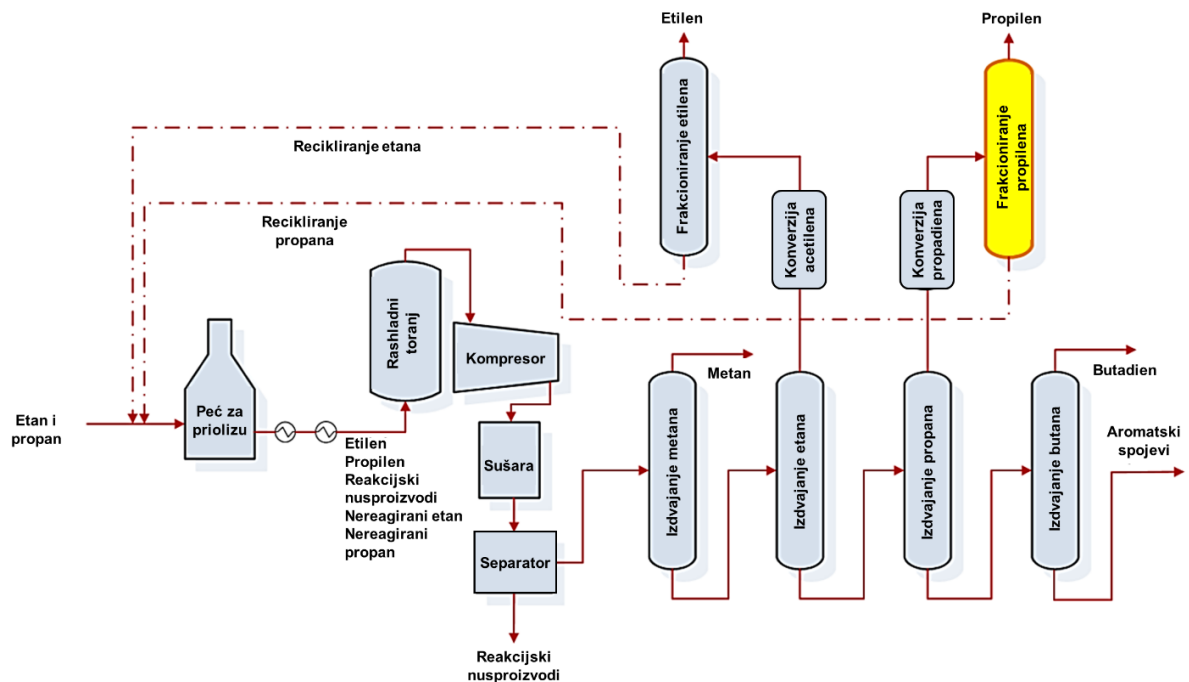 Etilen
Propilen
Recikliranje etana
Recikliranje
propana
Frakcioniranje etilena
Konverzija
acetilena
Konverzija
propadiena
Frakcioniranje
propilena
Rashladni
toranj
Kompresor
Metan
Butadien
Etan i
propan
Peć za
priolizu
Etilen
Propilen
Reakcijski
nusproizvodi
Nereagirani etan
Nereagirani
propan
Sušara
Separator
Izdvajanje metana
Izdvajanje etana
Izdvajanje propana
Izdvajanje butana
Aromatski
spojevi
Reakcijski
nusproizvodi